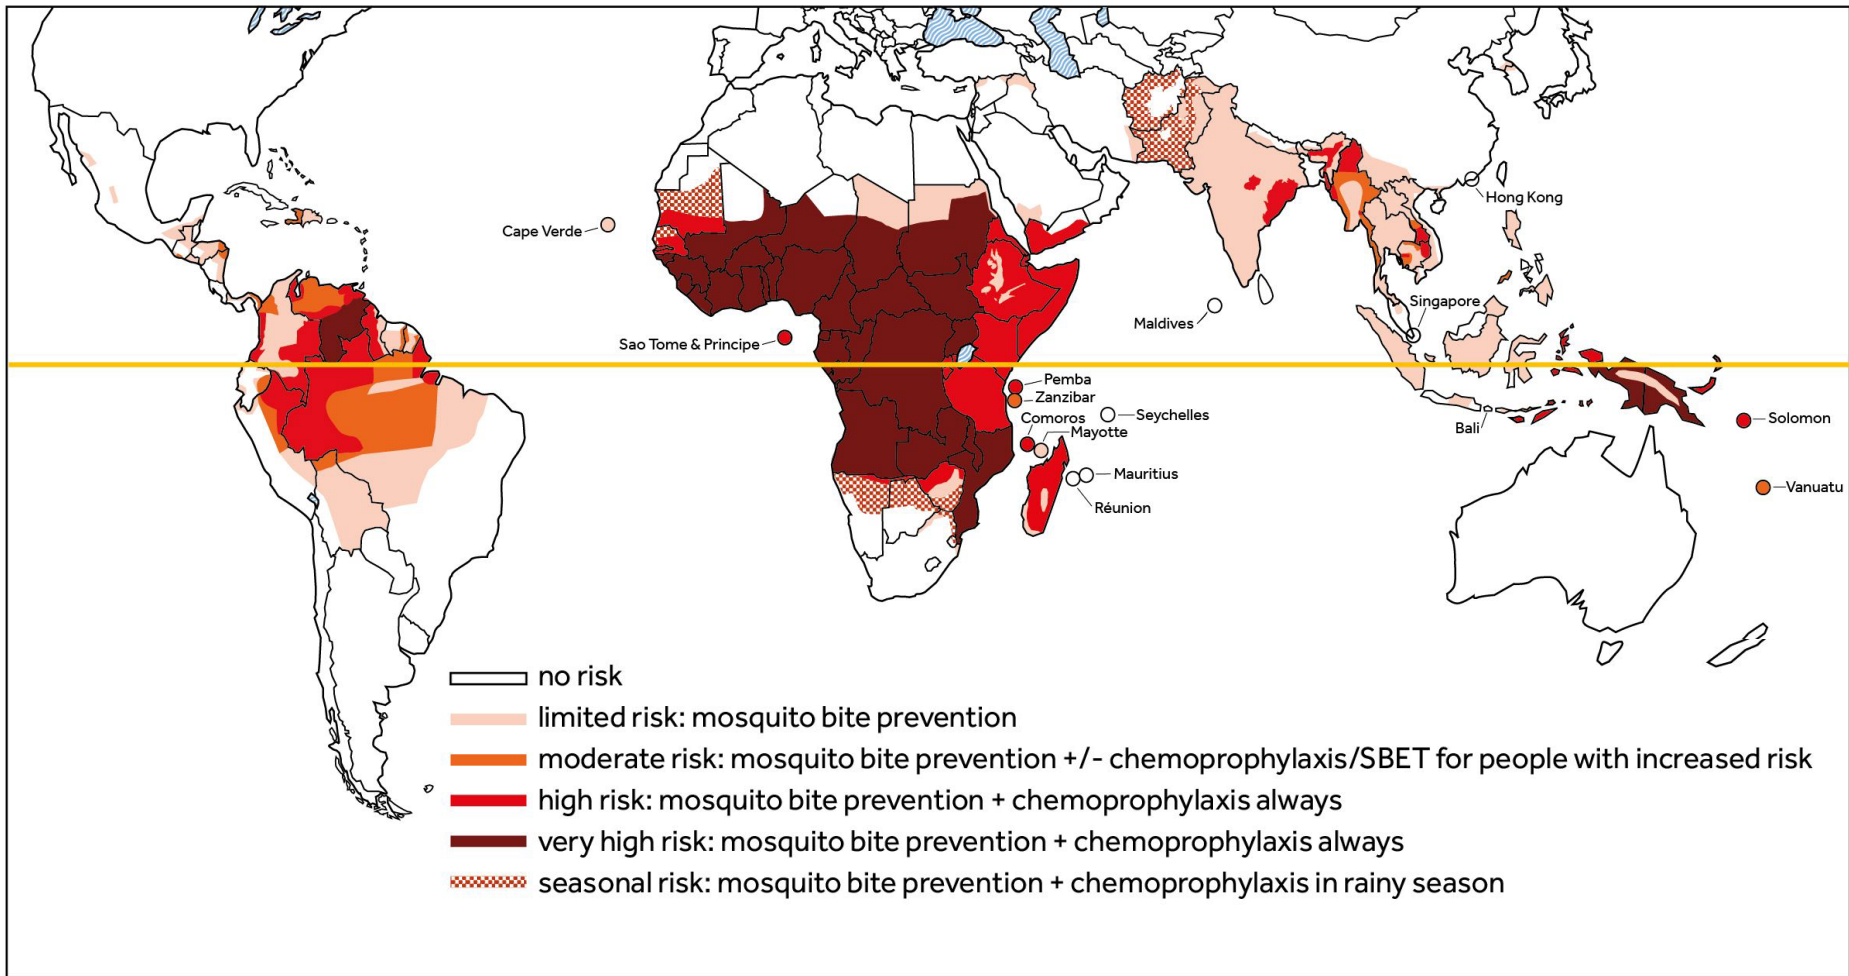 Hong Kong
Cape Verde
Singapore
Maldives
Sao Tome & Principe
Pemba
Zanzibar
Seychelles
Comoros
Mayotte
Bali
Solomon
Mauritius
Vanuatu
Réunion
no risk
limited risk: mosquito bite prevention
moderate risk: mosquito bite prevention +/- chemoprophylaxis/SBET for people with increased risk
high risk: mosquito bite prevention + chemoprophylaxis always
very high risk: mosquito bite prevention + chemoprophylaxis always
seasonal risk: mosquito bite prevention + chemoprophylaxis in rainy season